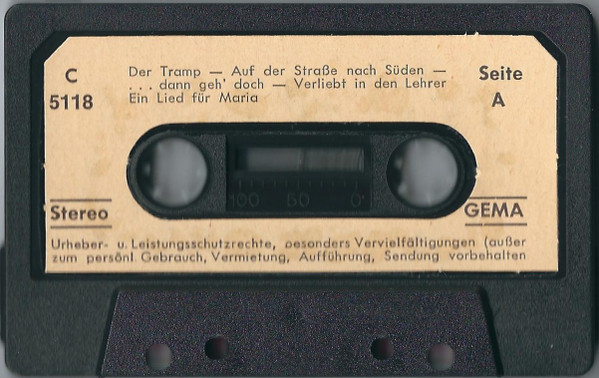 C
5118
Der Tramp — Auf der Straße nach Süden —
. . . dann geh' doch — Verliebt in den Lehrer
Ein Lied für Maria
Seite
A
100 50 0
Stereo
GEMA
Urheber- u. Leistungsschutzrechte, besonders Vervielfältigungen (außer
zum persönl. Gebrauch, Vermietung, Aufführung, Sendung vorbehalten